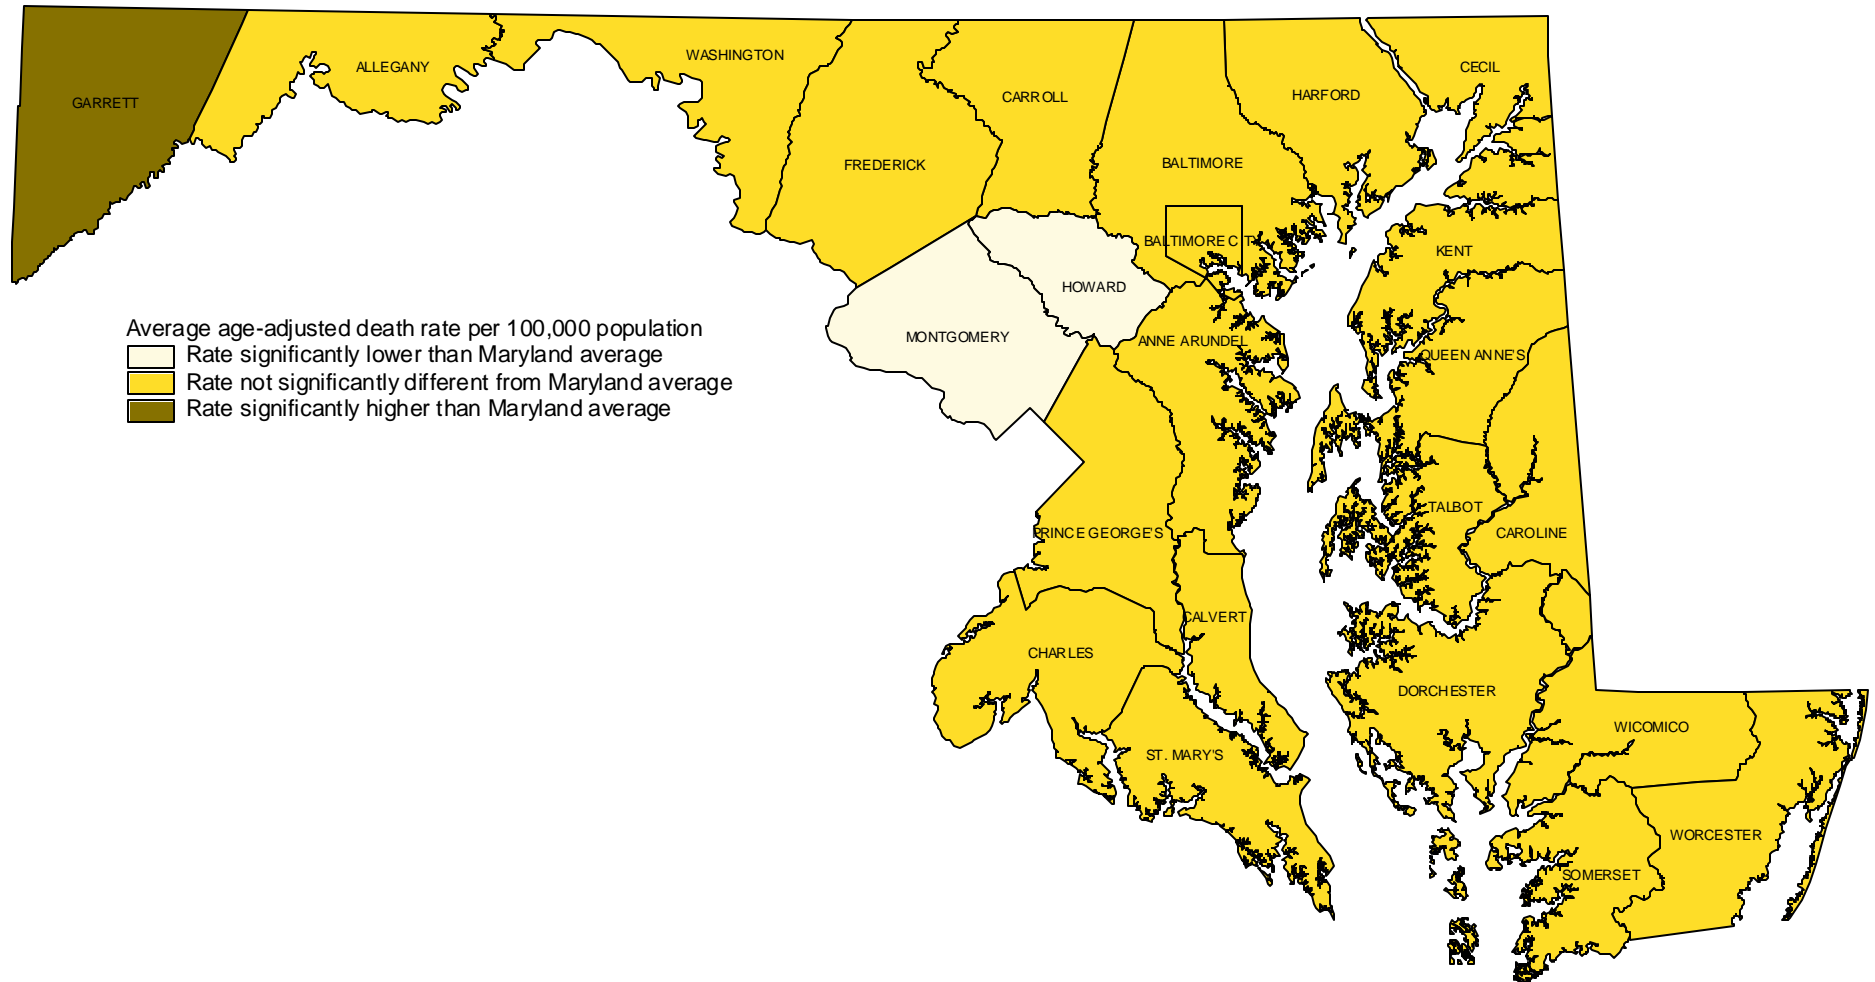 GARRETT
ALLEGANY
WASHINGTON
FREDERICK
CARROLL
BALTIMORE
HARFORD
CECIL
BALTIMORE CITY
KENT
HOWARD
MONTGOMERY
ANNE ARUNDEL
QUEEN ANNE'S
Average age-adjusted death rate per 100,000 population
Rate significantly lower than Maryland average
Rate not significantly different from Maryland average
Rate significantly higher than Maryland average
TALBOT
CAROLINE
PRINCE GEORGE'S
CALVERT
CHARLES
DORCHESTER
WICOMICO
ST. MARY'S
WORCESTER
SOMERSET